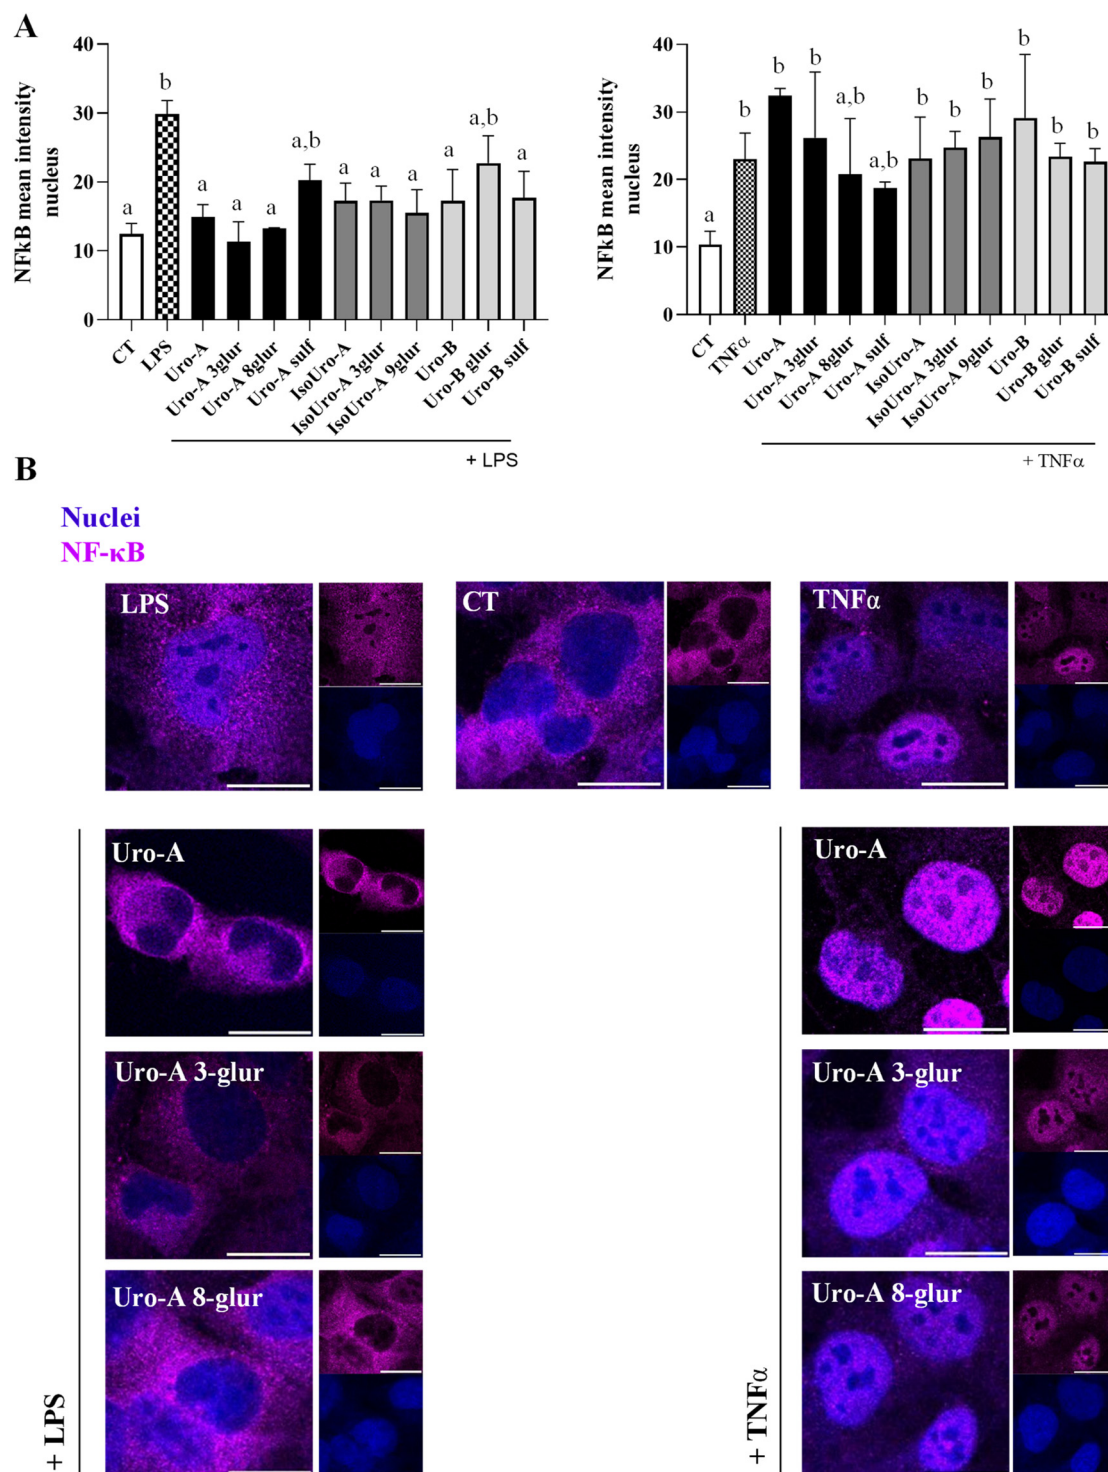 A
NFkB mean intensity
nucleus
40
30
20
10
0
a
b
a
a
a
a,b
a
a
a
a
a,b
a
CT
LPS
Uro-A
Uro-A 3glur
Uro-A 8glur
Uro-A sulf
IsoUro-A
IsoUro-A 3glur
IsoUro-A 9glur
Uro-B
Uro-B glur
Uro-B sulf
+ LPS
NFkB mean intensity
nucleus
40
30
20
10
0
a
b
b
b
a,b
a,b
b
b
b
b
b
b
CT
TNFα
Uro-A
Uro-A 3glur
Uro-A 8glur
Uro-A sulf
IsoUro-A
IsoUro-A 3glur
IsoUro-A 9glur
Uro-B
Uro-B glur
Uro-B sulf
+ TNFα
B
Nuclei
NF-κB
LPS
CT
TNFα
Uro-A
Uro-A
Uro-A 3-glur
Uro-A 3-glur
Uro-A 8-glur
Uro-A 8-glur
+ LPS
+ TNFα